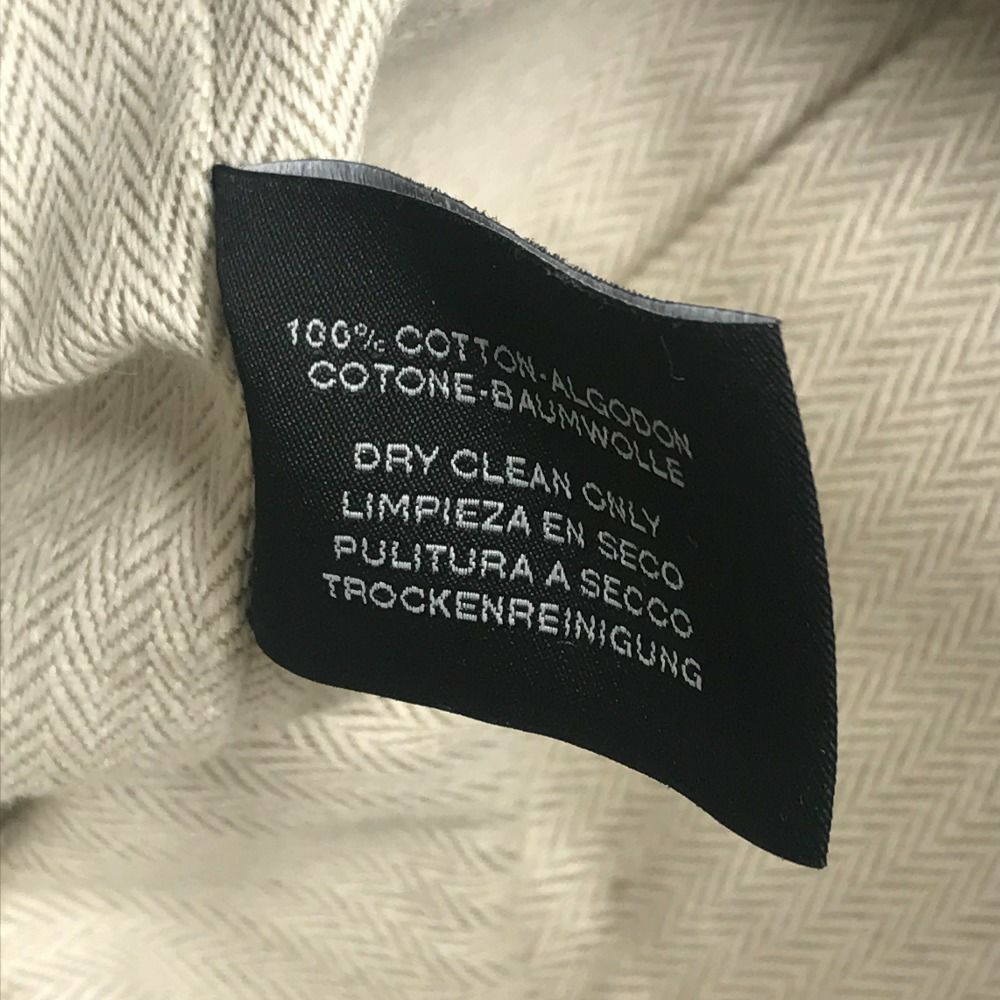 100% COTTON-ALGODON
COTONE-BAUMWOLLE
DRY CLEAN ONLY
LIMPIEZA EN SECO
PULITURA A SECCO
TROCKENREINIGUNG